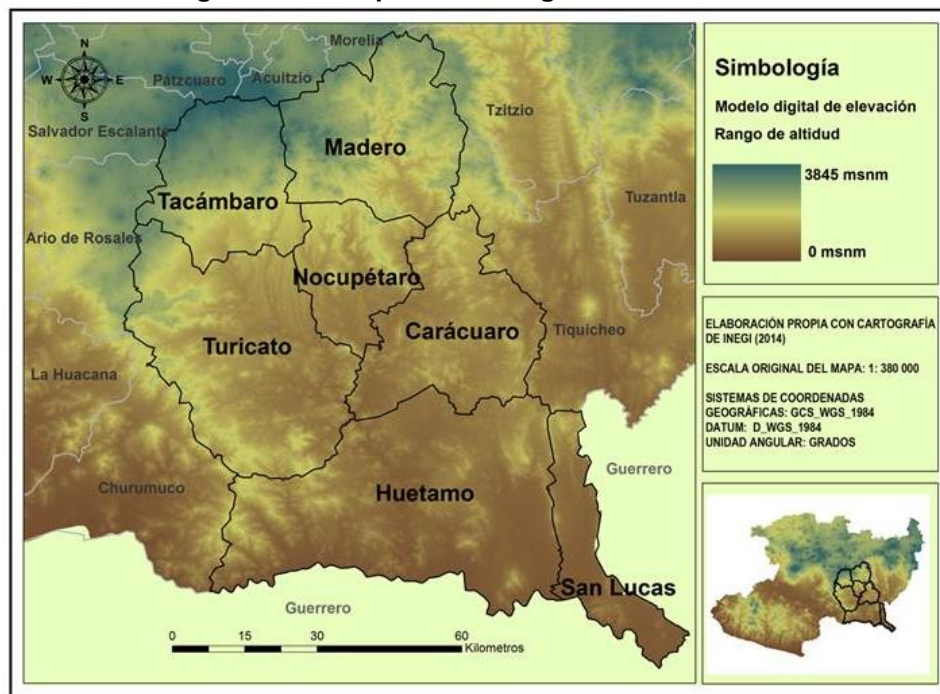 N
W
E
S
Morelia
Pátzcuaro
Acuitzio
Salvador Escalante
Tzitzio
Madero
Tacámbaro
Tuzantla
Ario de Rosales
Nocupétaro
Turicato
Carácuaro
Tiquicheo
La Huacana
Churumuco
Huetamo
Guerrero
San Lucas
Guerrero
0 15 30 60
Kilometros
Simbología
Modelo digital de elevación
Rango de altidud
3845 msnm
0 msnm
ELABORACIÓN PROPIA CON CARTOGRAFÍA
DE INEGI (2014)
ESCALA ORIGINAL DEL MAPA: 1: 380 000
SISTEMAS DE COORDENADAS
GEOGRÁFICAS: GCS_WGS_1984
DATUM: D_WGS_1984
UNIDAD ANGULAR: GRADOS